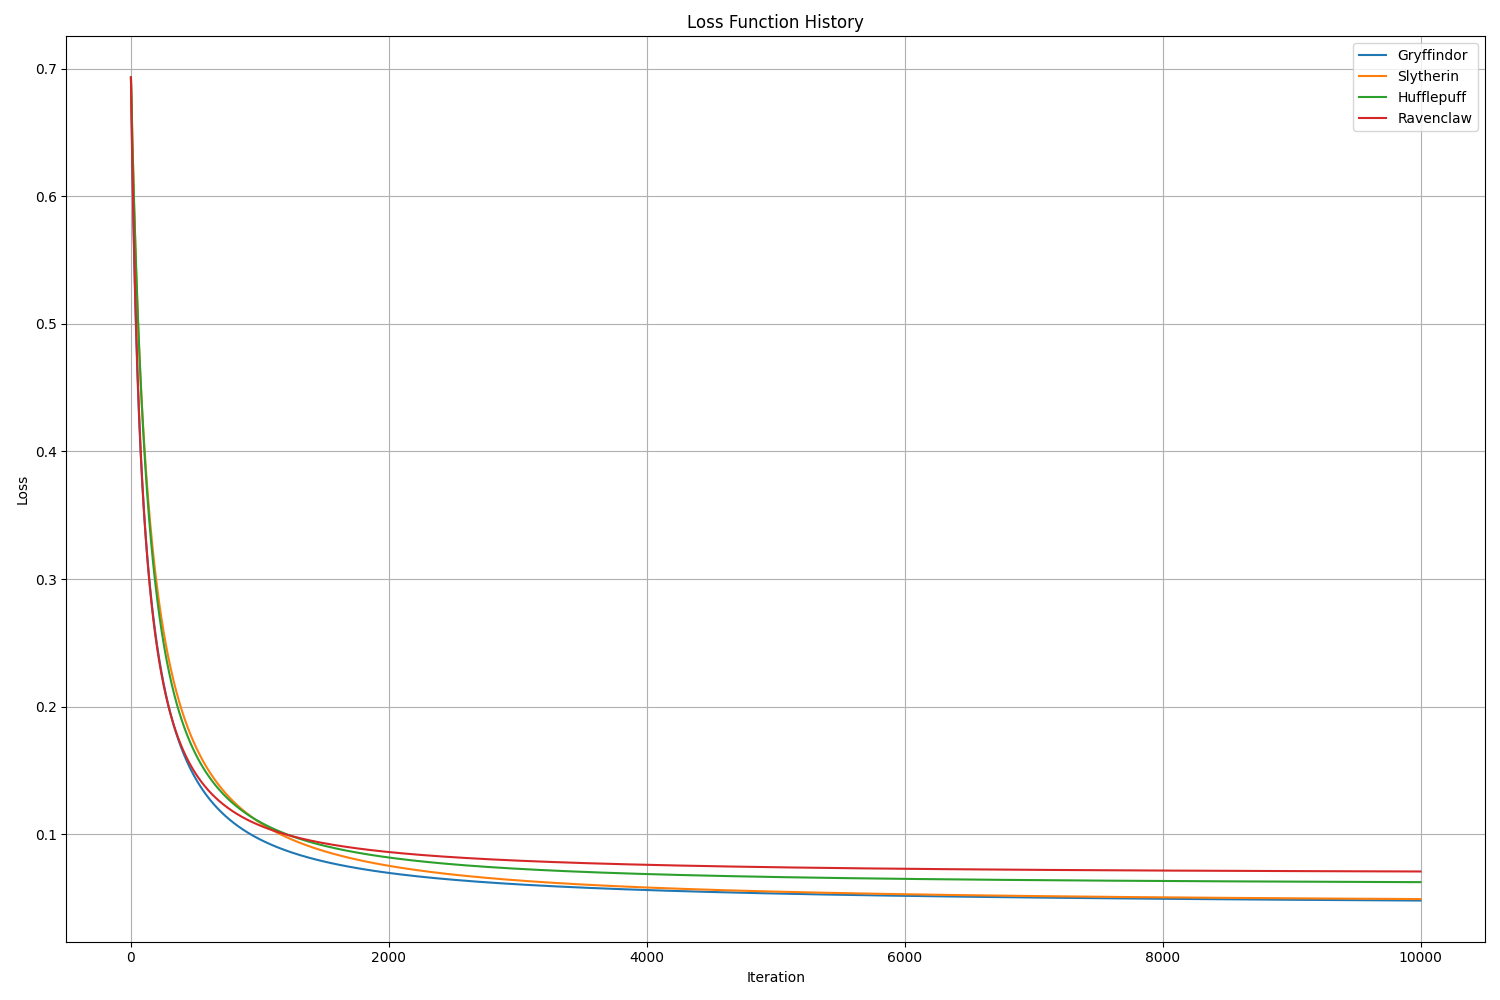 Loss Function History
Gryffindor
Slytherin
Hufflepuff
Ravenclaw
0.7
0.6
0.5
0.4
0.3
0.2
0.1
Loss
0 2000 4000 6000 8000 10000
Iteration